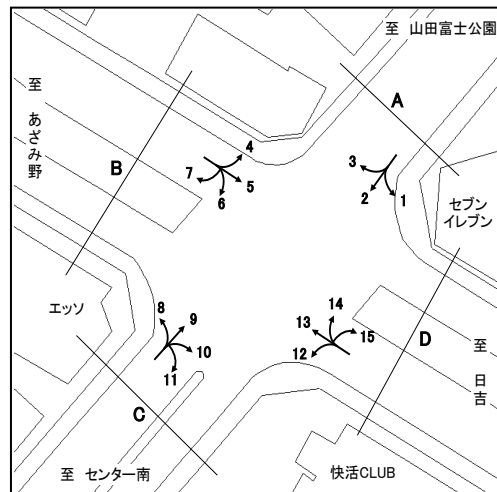 至 山田富士公園
至 あざみ野
A
B
4
3
7
5
6
2
1
セブン
イレブン
エッソ
8
9
14
13
15
10
12
11
D
至 日吉
C
至 センター南
快活CLUB